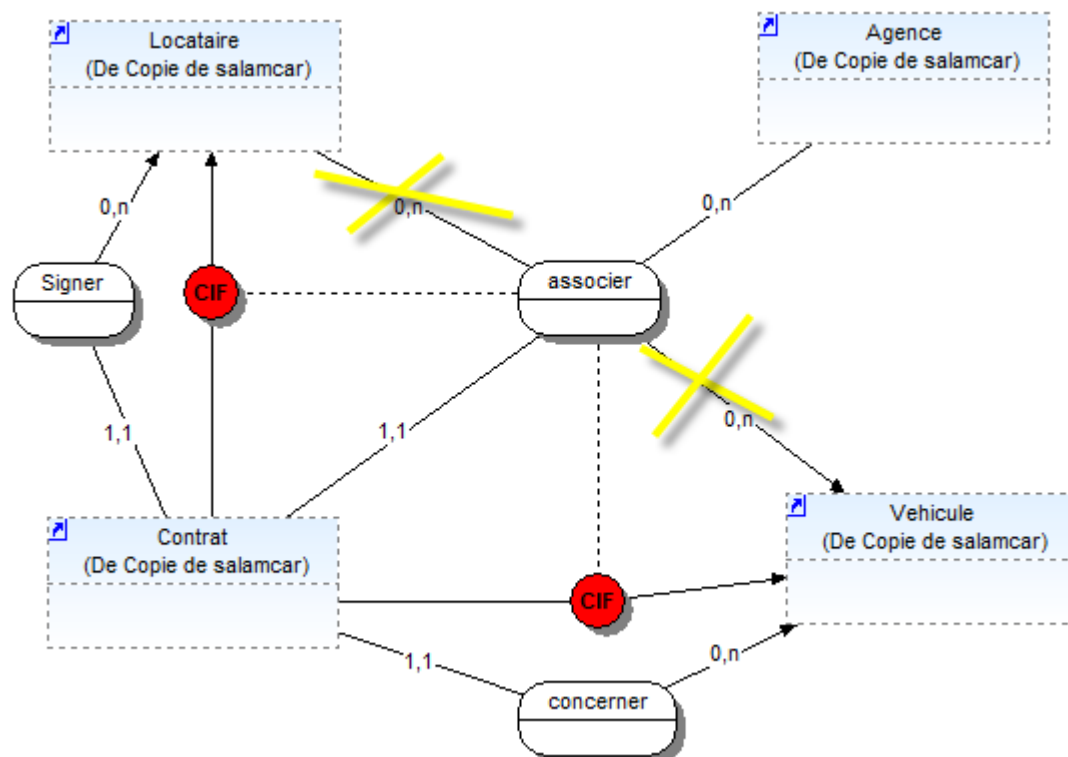 Locataire
(De Copie de salamcar)
Agence
(De Copie de salamcar)
0,n
0,n
0,n
Signer
CIF
associer
1,1
1,1
0,n
Contrat
(De Copie de salamcar)
Vehicule
(De Copie de salamcar)
CIF
1,1
0,n
concerner